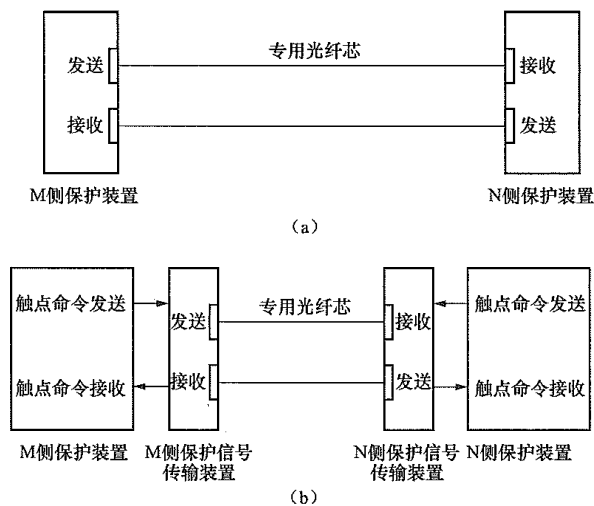 专用光纤芯
发送 接收
接收 发送
M侧保护装置 N侧保护装置
（a）
触点命令发送 发送 专用光纤芯 接收 触点命令发送
触点命令接收 接收 发送 触点命令接收
M侧保护装置 M侧保护信号 N侧保护信号 N侧保护装置
传输装置 传输装置
（b）